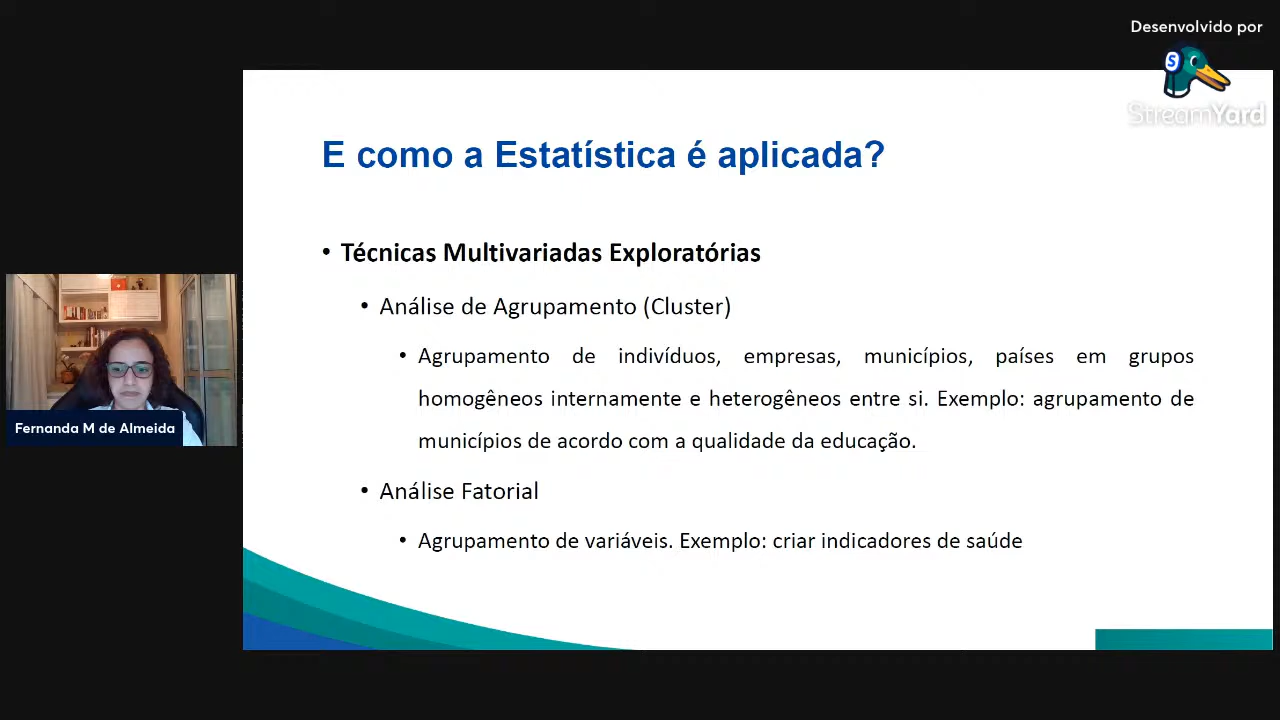 Desenvolvido por
S
StreamYard
E como a Estatística é aplicada?
• Técnicas Multivariadas Exploratórias
• Análise de Agrupamento (Cluster)
• Agrupamento de indivíduos, empresas, municípios, países em grupos
homogêneos internamente e heterogêneos entre si. Exemplo: agrupamento de
municípios de acordo com a qualidade da educação.
• Análise Fatorial
• Agrupamento de variáveis. Exemplo: criar indicadores de saúde
Fernanda M de Almeida